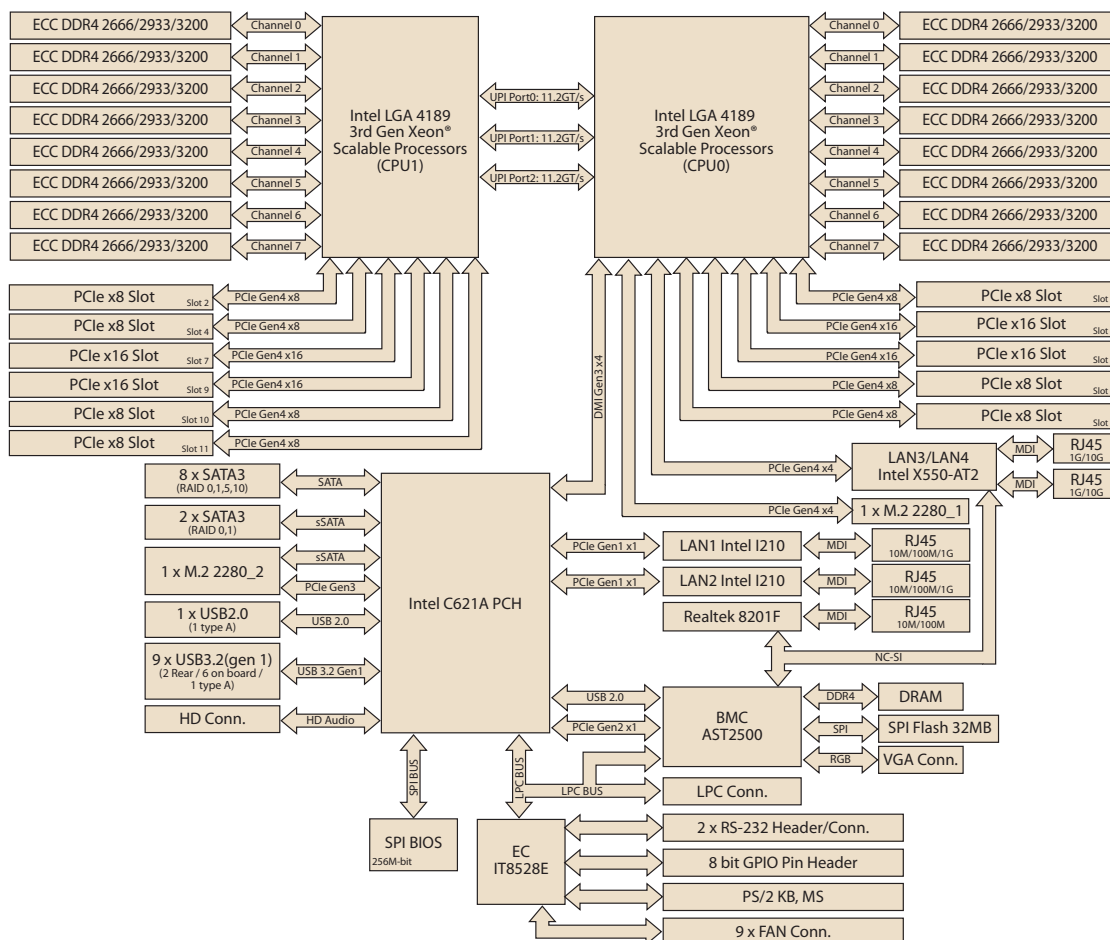 ECC DDR4 2666/2933/3200
Channel 0
ECC DDR4 2666/2933/3200
Channel 1
ECC DDR4 2666/2933/3200
Channel 2
ECC DDR4 2666/2933/3200
Channel 3
ECC DDR4 2666/2933/3200
Channel 4
ECC DDR4 2666/2933/3200
Channel 5
ECC DDR4 2666/2933/3200
Channel 6
ECC DDR4 2666/2933/3200
Channel 7
Intel LGA 4189
3rd Gen Xeon®
Scalable Processors
(CPU1)
UPI Port0: 11.2GT/s
UPI Port1: 11.2GT/s
UPI Port2: 11.2GT/s
Intel LGA 4189
3rd Gen Xeon®
Scalable Processors
(CPU0)
Channel 0
ECC DDR4 2666/2933/3200
Channel 1
ECC DDR4 2666/2933/3200
Channel 2
ECC DDR4 2666/2933/3200
Channel 3
ECC DDR4 2666/2933/3200
Channel 4
ECC DDR4 2666/2933/3200
Channel 5
ECC DDR4 2666/2933/3200
Channel 6
ECC DDR4 2666/2933/3200
Channel 7
ECC DDR4 2666/2933/3200
PCIe x8 Slot
Slot 2
PCIe Gen4 x8
PCIe x8 Slot
Slot 4
PCIe Gen4 x8
PCIe x16 Slot
Slot 7
PCIe Gen4 x16
PCIe x16 Slot
Slot 9
PCIe Gen4 x16
PCIe x8 Slot
Slot 10
PCIe Gen4 x8
PCIe x8 Slot
Slot 11
PCIe Gen4 x8
DMI Gen3 x4
PCIe Gen4 x8
PCIe x8 Slot
Slot
PCIe Gen4 x16
PCIe x16 Slot
Slot
PCIe Gen4 x16
PCIe x16 Slot
Slot
PCIe Gen4 x8
PCIe x8 Slot
Slot
PCIe Gen4 x8
PCIe x8 Slot
Slot
PCIe Gen4 x4
LAN3/LAN4
Intel X550-AT2
MDI
RJ45
1G/10G
MDI
RJ45
1G/10G
PCIe Gen4 x4
1 x M.2 2280_1
8 x SATA3
(RAID 0,1,5,10)
SATA
2 x SATA3
(RAID 0,1)
sSATA
1 x M.2 2280_2
sSATA
PCIe Gen3
1 x USB2.0
(1 type A)
USB 2.0
9 x USB3.2(gen 1)
(2 Rear / 6 on board /
1 type A)
USB 3.2 Gen1
HD Conn.
HD Audio
Intel C621A PCH
PCIe Gen1 x1
LAN1 Intel I210
MDI
RJ45
10M/100M/1G
PCIe Gen1 x1
LAN2 Intel I210
MDI
RJ45
10M/100M/1G
Realtek 8201F
MDI
RJ45
10M/100M
NC-SI
USB 2.0
PCIe Gen2 x1
BMC
AST2500
DDR4
DRAM
SPI
SPI Flash 32MB
RGB
VGA Conn.
SPI BUS
LPC BUS
LPC BUS
LPC Conn.
SPI BIOS
256M-bit
EC
IT8528E
2 x RS-232 Header/Conn.
8 bit GPIO Pin Header
PS/2 KB, MS
9 x FAN Conn.